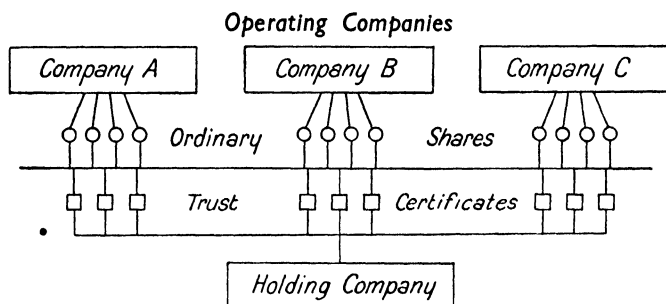 Operating Companies
Company A Company B Company C
Ordinary Shares
Trust Certificates
Holding Company